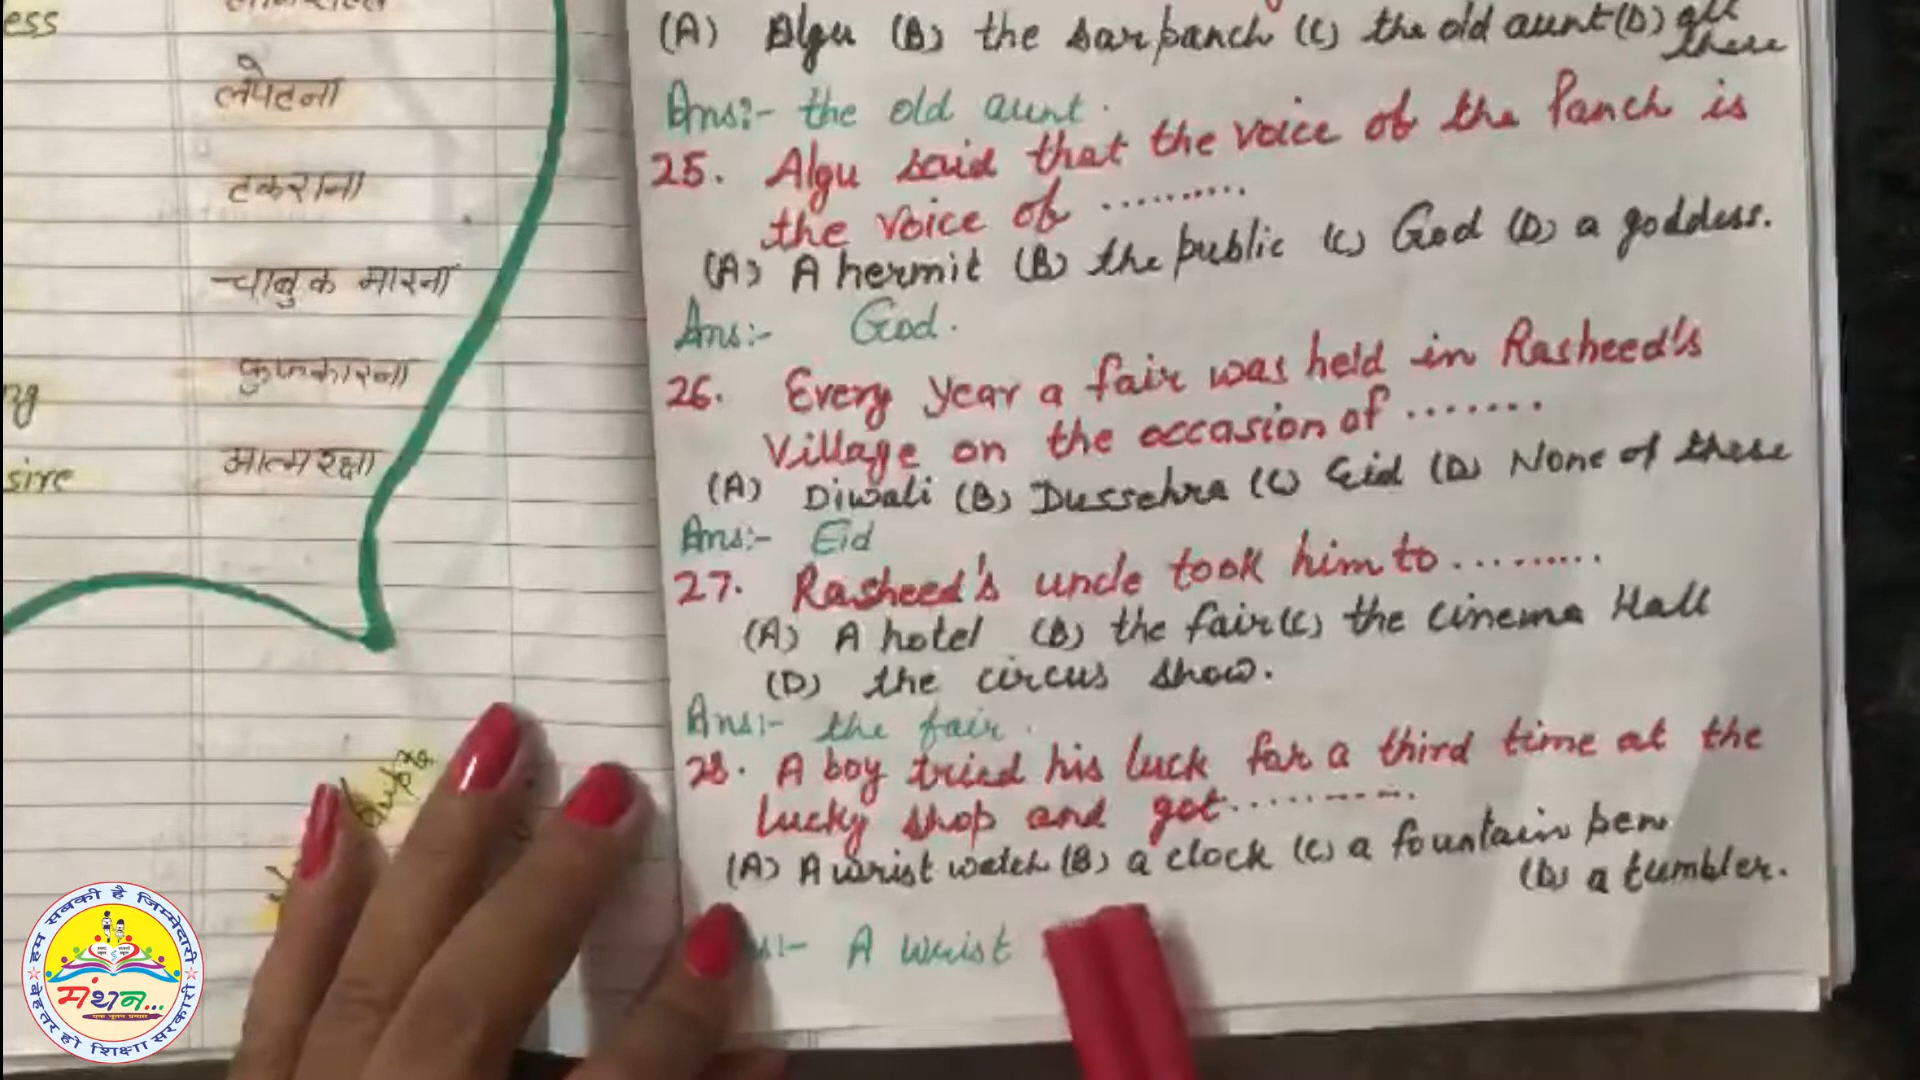 ess
लपेटना
टकराना
चाबुक मारना
ng
फुफकारना
sire
आत्मरक्षा
(A) Algu (B) the sarpanch (C) the old aunt (D) all these
Ans:- the old aunt.
25. Algu said that the voice of the Panch is
the voice of ..........
(A) A hermit (B) the public (C) God (D) a goddess.
Ans:- God.
26. Every year a fair was held in Rasheed's
Village on the occasion of .......
(A) Diwali (B) Dussehra (C) Eid (D) None of these
Ans:- Eid
27. Rasheed's uncle took him to .........
(A) A hotel (B) the fair (C) the cinema Hall
(D) the circus show.
Ans:- the fair.
28. A boy tried his luck for a third time at the
lucky shop and got ..........
(A) A wrist watch (B) a clock (C) a fountain pen
(D) a tumbler.
s:- A wrist
हम सबकी है जिम्मेदारी
मंथन...
बेहतर हो शिक्षा सरकारी